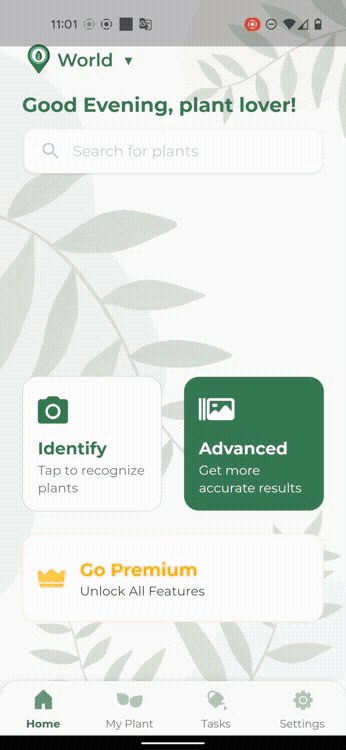 11:01
World
Good Evening, plant lover!
Search for plants
Identify
Tap to recognize
plants
Advanced
Get more
accurate results
Go Premium
Unlock All Features
Home
My Plant
Tasks
Settings